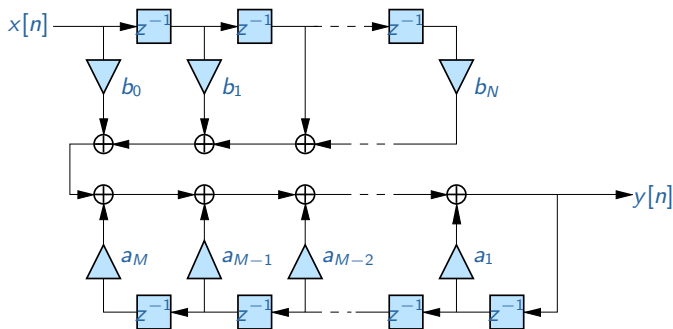 x[n] z⁻¹ z⁻¹ z⁻¹
b₀ b₁ b_N
y[n]
a_M a_{M−1} a_{M−2} a₁
z⁻¹ z⁻¹ z⁻¹ z⁻¹